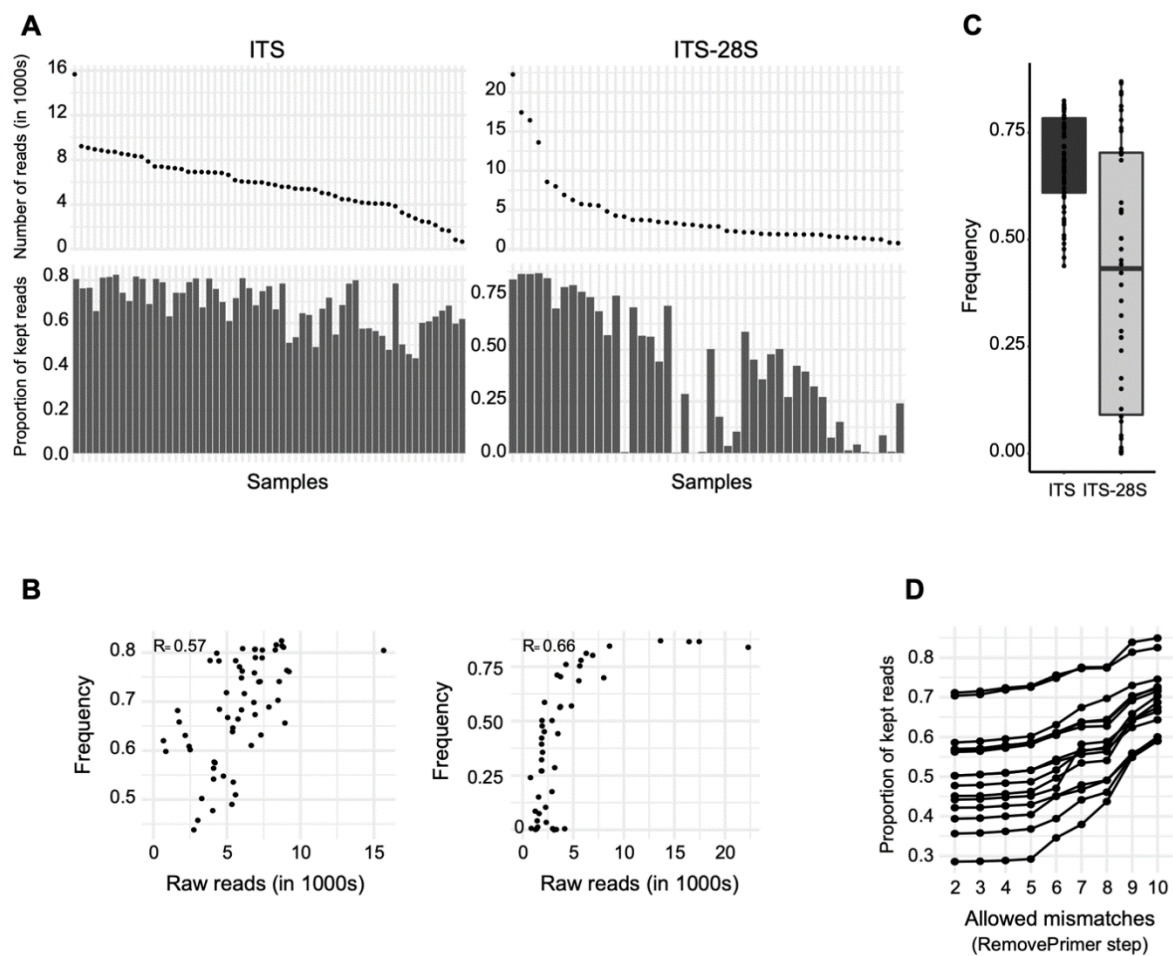 A
ITS
ITS-28S
C
Number of reads (in 1000s)
16
12
8
4
0
20
15
10
5
0
Proportion of kept reads
0.8
0.6
0.4
0.2
0.0
0.75
0.50
0.25
0.0
Samples
Samples
Frequency
0.75
0.50
0.25
0.00
ITS ITS-28S
B
Frequency
R= 0.57
0.8
0.7
0.6
0.5
0 5 10 15
Raw reads (in 1000s)
Frequency
R= 0.66
0.75
0.50
0.25
0
0 5 10 15 20
Raw reads (in 1000s)
D
Proportion of kept reads
0.8
0.7
0.6
0.5
0.4
0.3
2 3 4 5 6 7 8 9 10
Allowed mismatches
(RemovePrimer step)